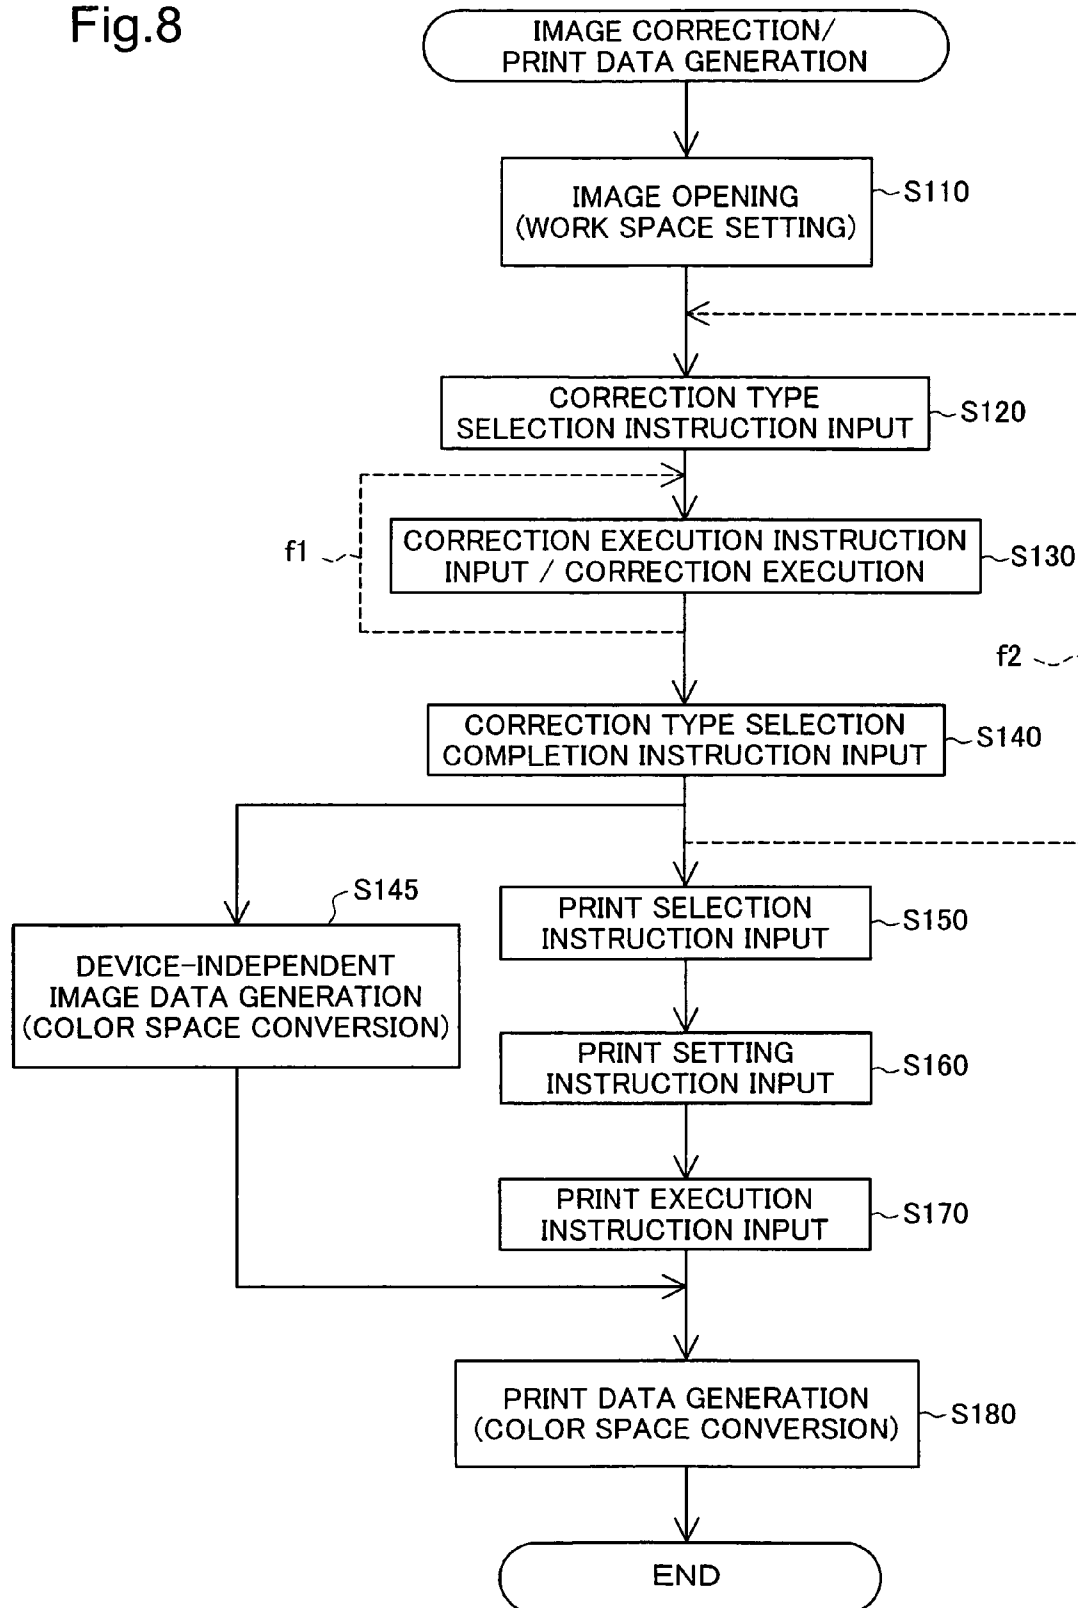 Fig.8
IMAGE CORRECTION/
PRINT DATA GENERATION
IMAGE OPENING
(WORK SPACE SETTING)
S110
CORRECTION TYPE
SELECTION INSTRUCTION INPUT
S120
f1
CORRECTION EXECUTION INSTRUCTION
INPUT / CORRECTION EXECUTION
S130
f2
CORRECTION TYPE SELECTION
COMPLETION INSTRUCTION INPUT
S140
S145
DEVICE-INDEPENDENT
IMAGE DATA GENERATION
(COLOR SPACE CONVERSION)
PRINT SELECTION
INSTRUCTION INPUT
S150
PRINT SETTING
INSTRUCTION INPUT
S160
PRINT EXECUTION
INSTRUCTION INPUT
S170
PRINT DATA GENERATION
(COLOR SPACE CONVERSION)
S180
END